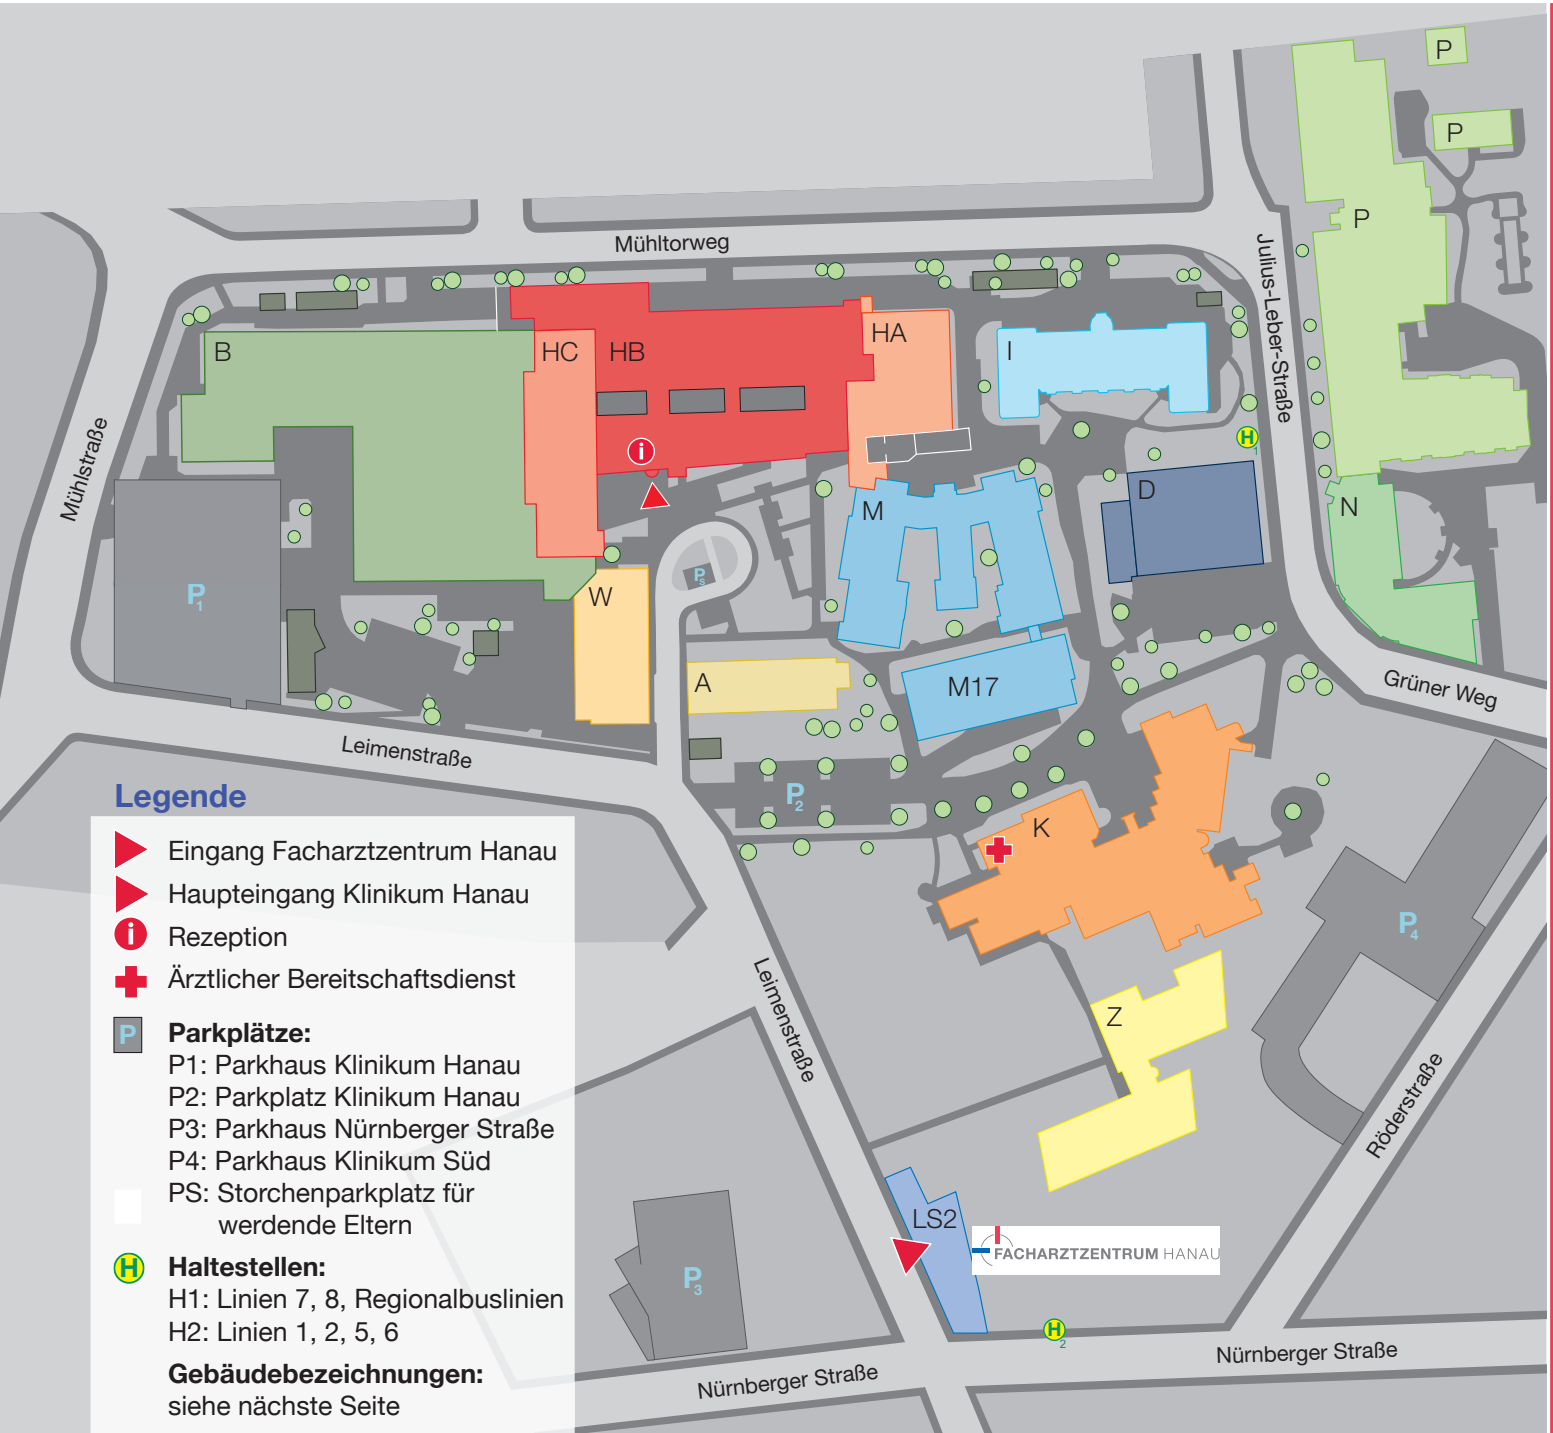 P
P
P
Mühltorweg
Julius-Leber-Straße
B
HC
HB
HA
I
H1
i
Mühlstraße
M
D
N
P1
PS
W
A
M17
Grüner Weg
Leimenstraße
P2
K
P4
Legende
Eingang Facharztzentrum Hanau
Haupteingang Klinikum Hanau
i Rezeption
Ärztlicher Bereitschaftsdienst
P Parkplätze:
P1: Parkhaus Klinikum Hanau
P2: Parkplatz Klinikum Hanau
P3: Parkhaus Nürnberger Straße
P4: Parkhaus Klinikum Süd
PS: Storchenparkplatz für
werdende Eltern
H Haltestellen:
H1: Linien 7, 8, Regionalbuslinien
H2: Linien 1, 2, 5, 6
Gebäudebezeichnungen:
siehe nächste Seite
Leimenstraße
Z
Röderstraße
LS2
FACHARZTZENTRUM HANAU
P3
H2
Nürnberger Straße
Nürnberger Straße